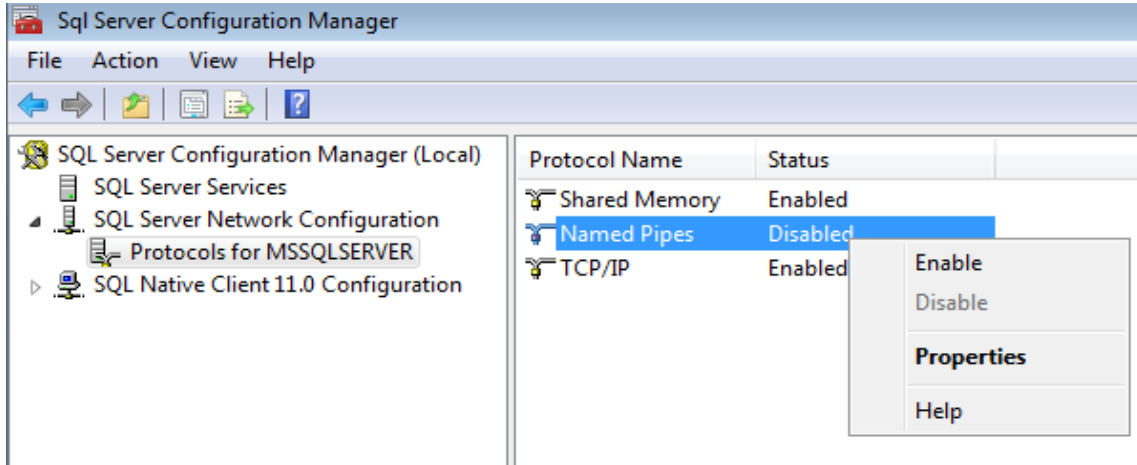 Sql Server Configuration Manager
File Action View Help
SQL Server Configuration Manager (Local)
SQL Server Services
SQL Server Network Configuration
Protocols for MSSQLSERVER
SQL Native Client 11.0 Configuration
Protocol Name Status
Shared Memory Enabled
Named Pipes Disabled
TCP/IP Enabled
Enable
Disable
Properties
Help